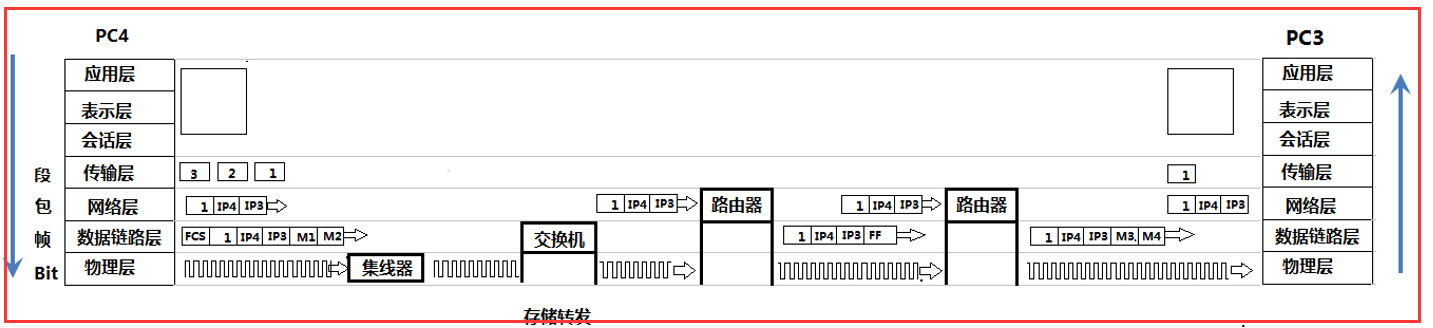 PC4 PC3
应用层 应用层
表示层 表示层
会话层 会话层
段 传输层 3 2 1 1 传输层
包 网络层 1 IP4 IP3 1 IP4 IP3 路由器 1 IP4 IP3 路由器 1 IP4 IP3 网络层
帧 数据链路层 FCS 1 IP4 IP3 M1 M2 交换机 1 IP4 IP3 FF 1 IP4 IP3 M3, M4 数据链路层
Bit 物理层 集线器 物理层
存储转发